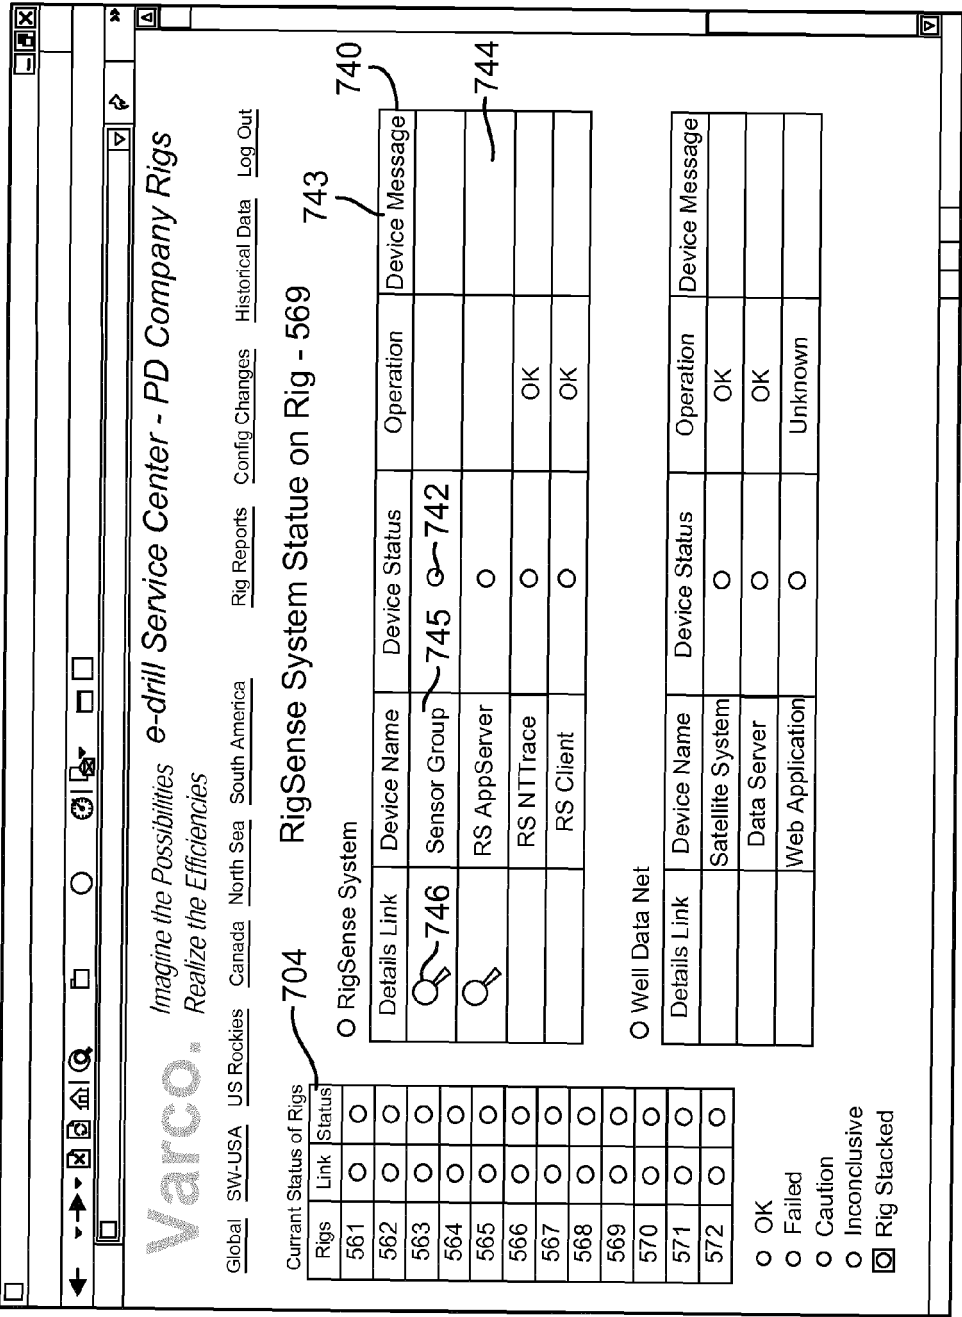 Varco.
Imagine the Possibilities
Realize the Efficiencies
e-drill Service Center - PD Company Rigs
Global SW-USA US Rockies Canada North Sea South America Rig Reports Config Changes Historical Data Log Out
Currant Status of Rigs
Rigs Link Status
561
562
563
564
565
566
567
568
569
570
571
572
OK
Failed
Caution
Inconclusive
Rig Stacked
704
RigSense System Statue on Rig - 569
743
740
RigSense System
Details Link Device Name Device Status Operation Device Message
746 Sensor Group 745 742
RS AppServer 744
RS NTTrace OK
RS Client OK
Well Data Net
Details Link Device Name Device Status Operation Device Message
Satellite System OK
Data Server OK
Web Application Unknown